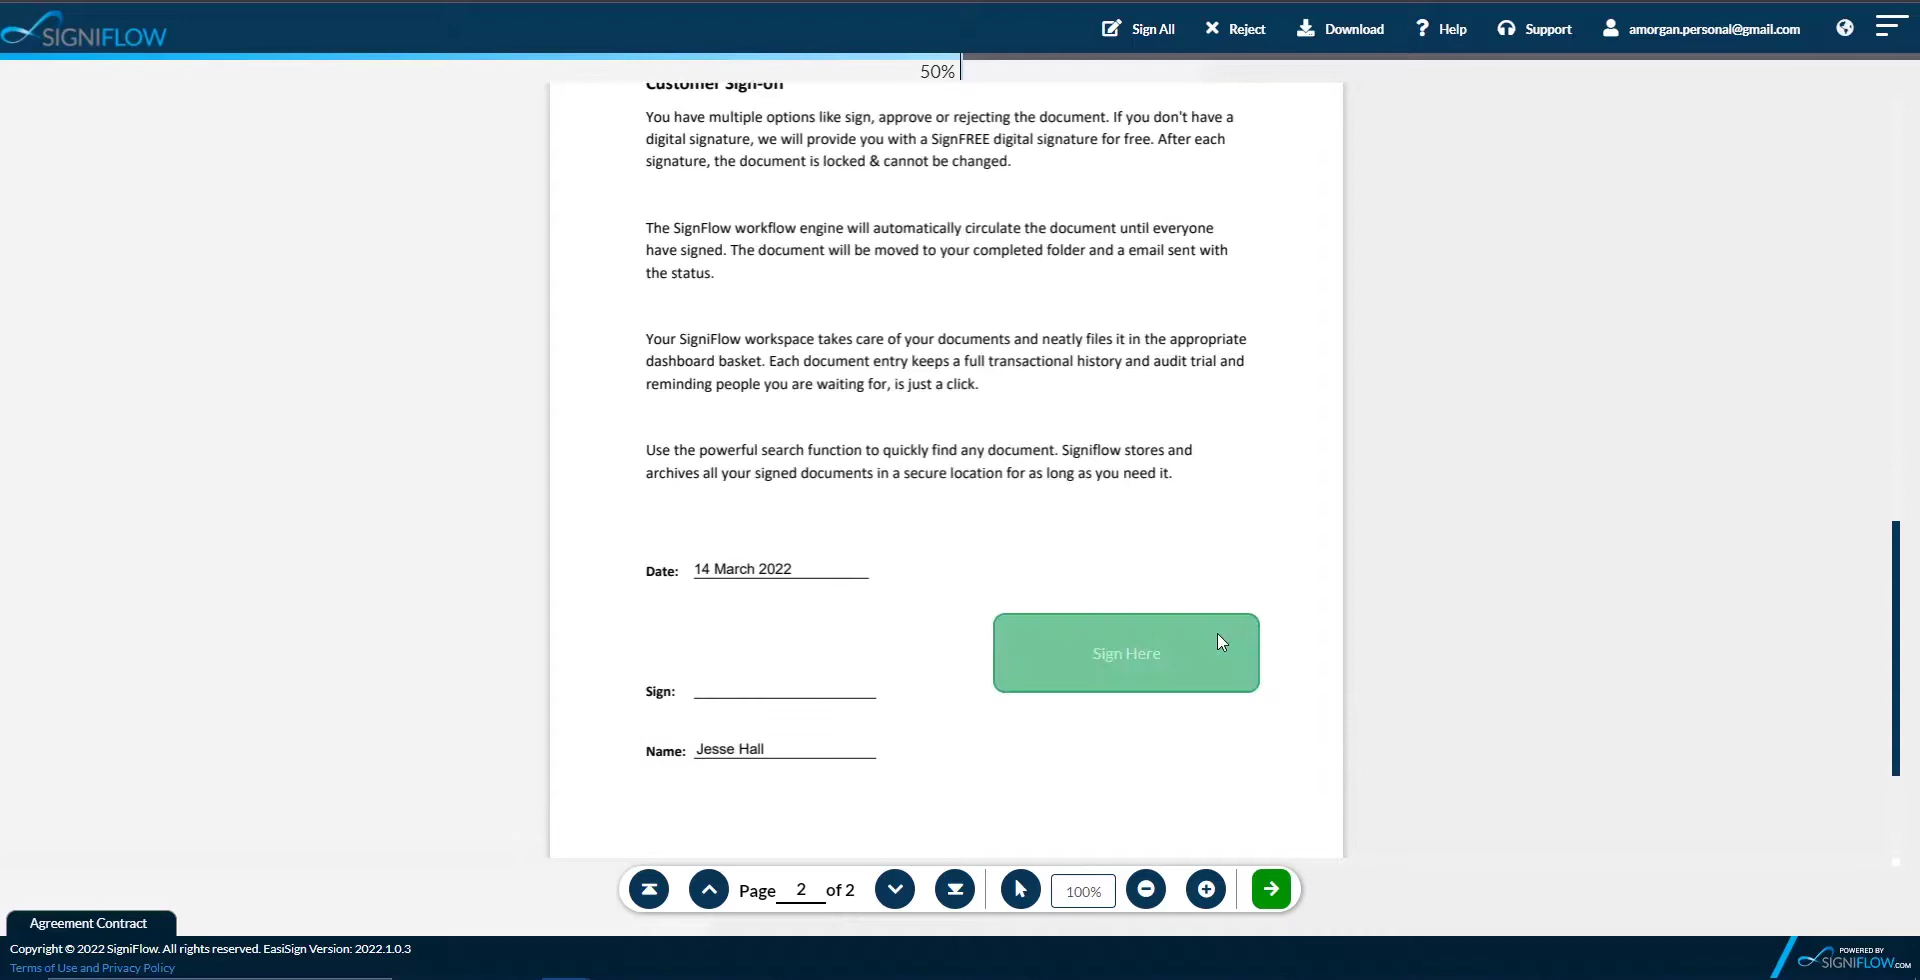 SIGNIFLOW
Sign All
Reject
Download
Help
Support
amorgan.personal@gmail.com
50%
Customer Sign-on
You have multiple options like sign, approve or rejecting the document. If you don't have a
digital signature, we will provide you with a SignFREE digital signature for free. After each
signature, the document is locked & cannot be changed.
The SignFlow workflow engine will automatically circulate the document until everyone
have signed. The document will be moved to your completed folder and a email sent with
the status.
Your SigniFlow workspace takes care of your documents and neatly files it in the appropriate
dashboard basket. Each document entry keeps a full transactional history and audit trial and
reminding people you are waiting for, is just a click.
Use the powerful search function to quickly find any document. Signiflow stores and
archives all your signed documents in a secure location for as long as you need it.
Date: 14 March 2022
Sign Here
Sign:
Name: Jesse Hall
Page 2 of 2
100%
Agreement Contract
Copyright © 2022 SigniFlow. All rights reserved. EasiSign Version: 2022.1.0.3
Terms of Use and Privacy Policy
POWERED BY
SIGNIFLOW.COM